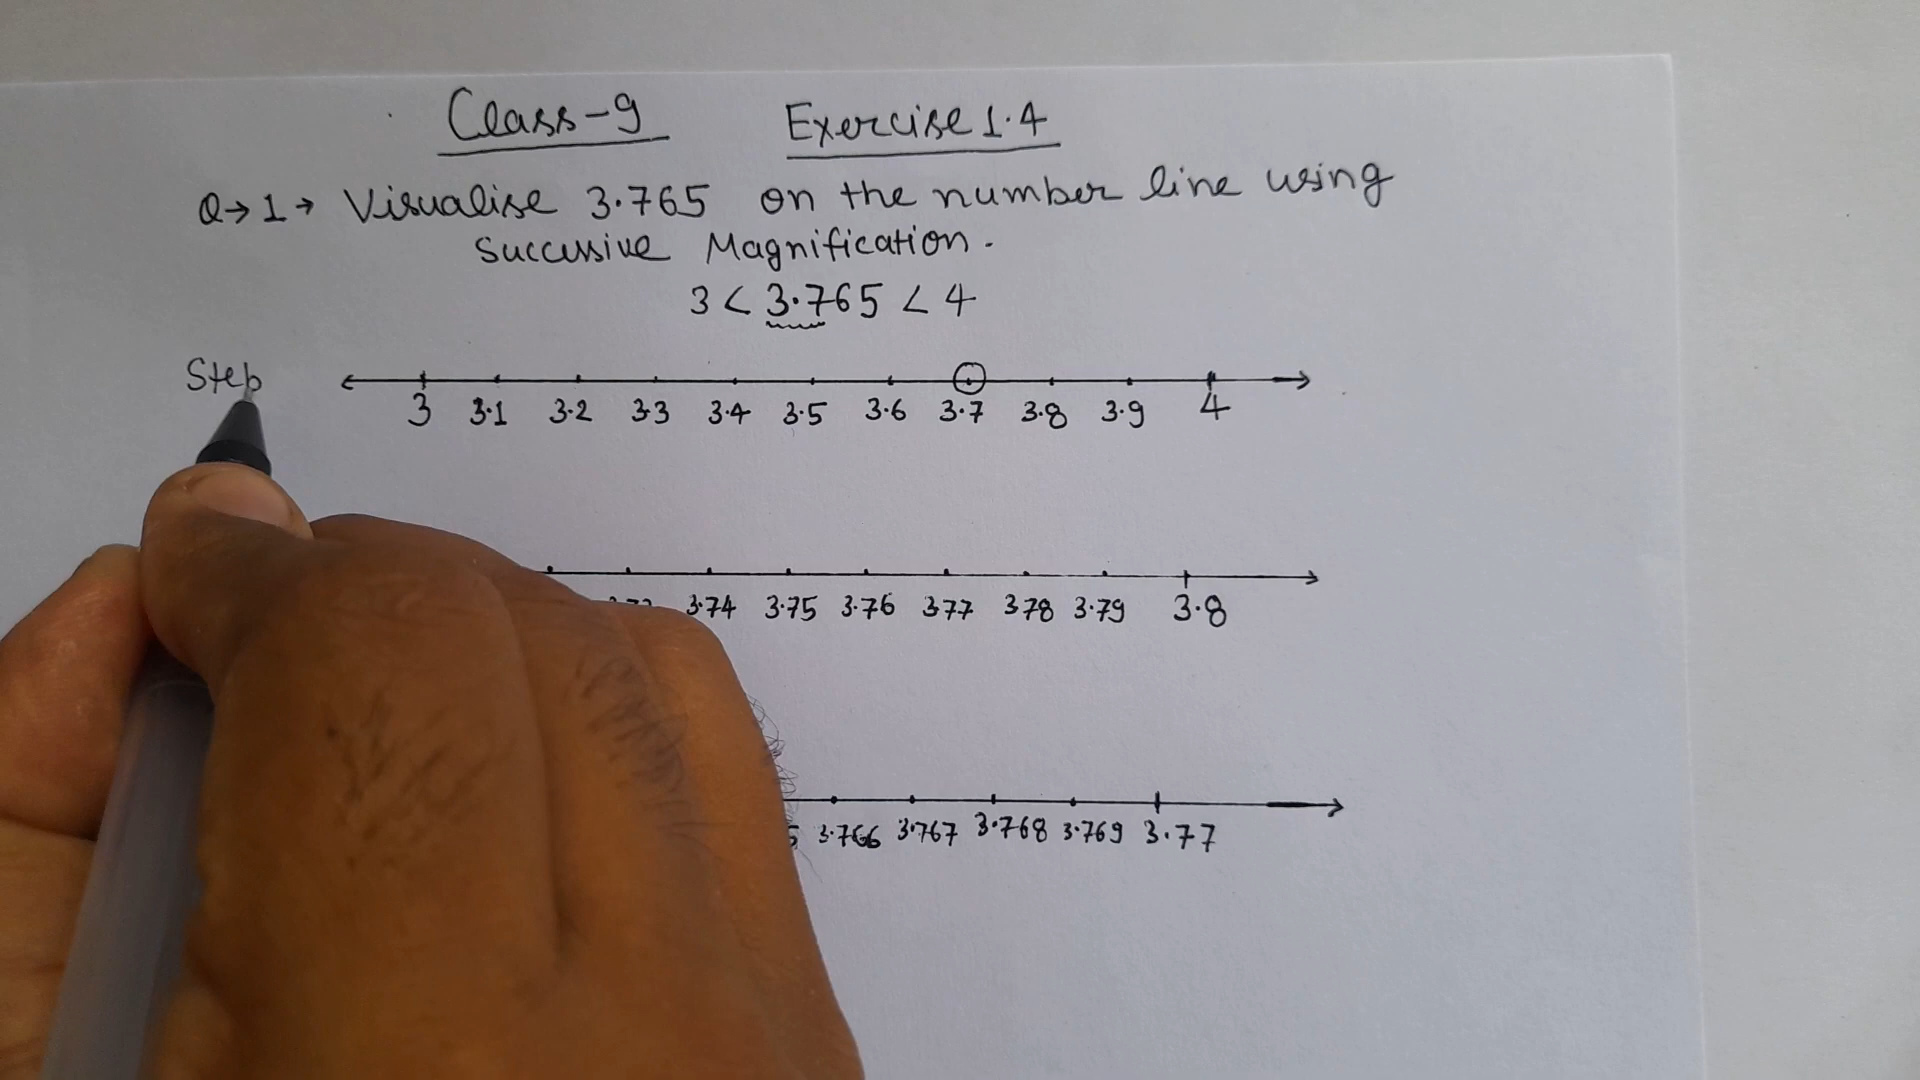 Class-9 Exercise 1.4
Q→1→ Visualise 3.765 on the number line using
Successive Magnification.
3 < 3.765 < 4
Step
3 3.1 3.2 3.3 3.4 3.5 3.6 3.7 3.8 3.9 4
3.74 3.75 3.76 3.77 3.78 3.79 3.8
3.766 3.767 3.768 3.769 3.77